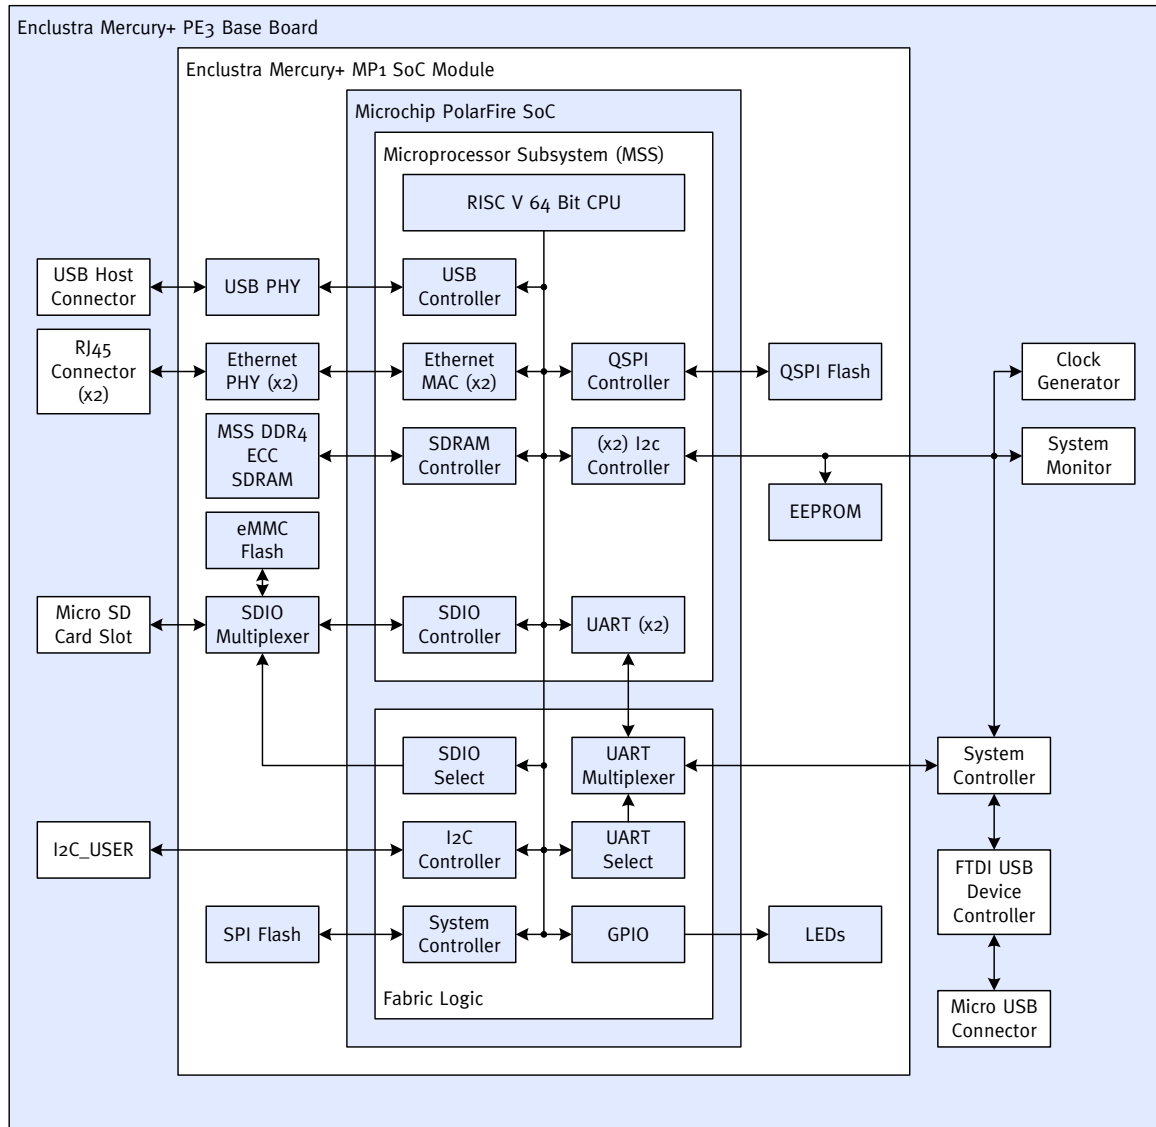 Enclustra Mercury+ PE3 Base Board
Enclustra Mercury+ MP1 SoC Module
Microchip PolarFire SoC
Microprocessor Subsystem (MSS)
RISC V 64 Bit CPU
USB Host
Connector
USB PHY
USB
Controller
RJ45
Connector
(x2)
Ethernet
PHY (x2)
Ethernet
MAC (x2)
QSPI
Controller
QSPI Flash
Clock
Generator
MSS DDR4
ECC
SDRAM
SDRAM
Controller
(x2) I2c
Controller
System
Monitor
EEPROM
eMMC
Flash
Micro SD
Card Slot
SDIO
Multiplexer
SDIO
Controller
UART (x2)
SDIO
Select
UART
Multiplexer
System
Controller
I2C_USER
I2C
Controller
UART
Select
FTDI USB
Device
Controller
SPI Flash
System
Controller
GPIO
LEDs
Fabric Logic
Micro USB
Connector